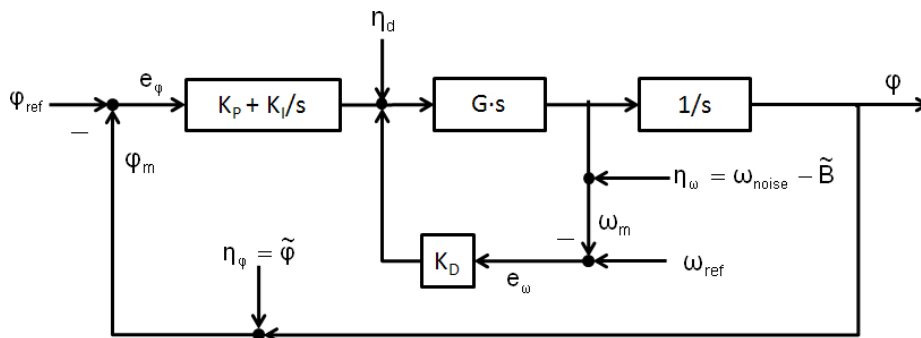 η_d
φ_ref
e_φ
K_P + K_I/s
G·s
1/s
φ
−
φ_m
η_ω = ω_noise − B̃
ω_m
−
η_φ = φ̃
K_D
e_ω
ω_ref